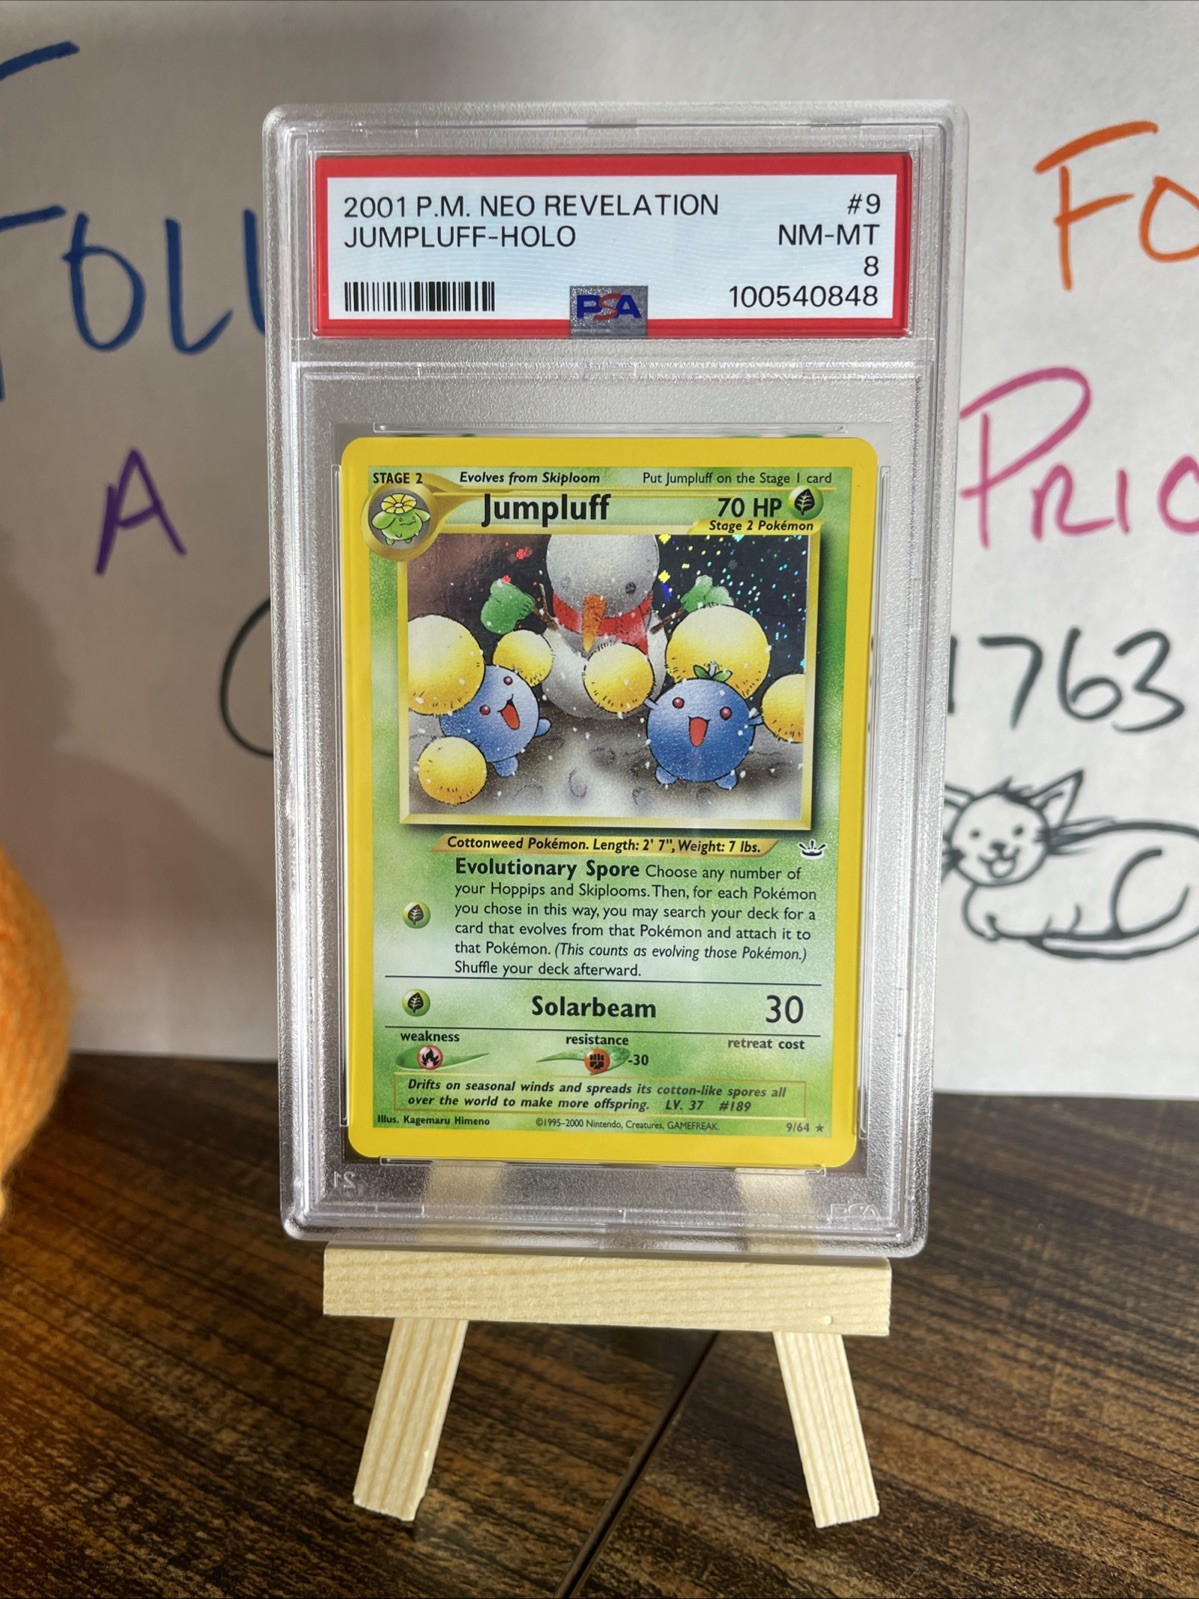 2001 P.M. NEO REVELATION #9
JUMPLUFF-HOLO NM-MT
8
PSA 100540848
FOLL
A
FO
PRIC
1763
STAGE 2 Evolves from Skiploom Put Jumpluff on the Stage 1 card
Jumpluff 70 HP
Stage 2 Pokémon
Cottonweed Pokémon. Length: 2' 7", Weight: 7 lbs.
Evolutionary Spore Choose any number of
your Hoppips and Skiplooms. Then, for each Pokémon
you chose in this way, you may search your deck for a
card that evolves from that Pokémon and attach it to
that Pokémon. (This counts as evolving those Pokémon.)
Shuffle your deck afterward.
Solarbeam 30
weakness resistance retreat cost
-30
Drifts on seasonal winds and spreads its cotton-like spores all
over the world to make more offspring. LV. 37 #189
Illus. Kagemaru Himeno ©1995-2000 Nintendo, Creatures, GAMEFREAK. 9/64 ★
21 PSA